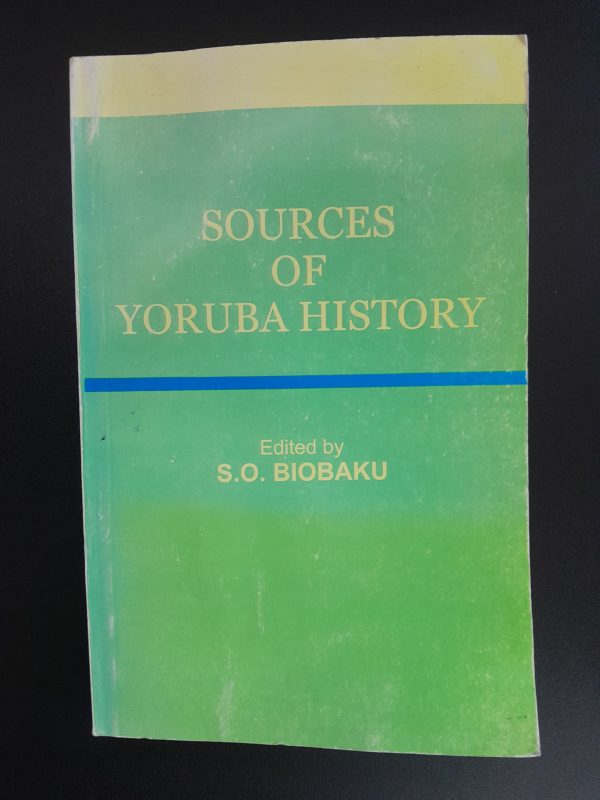 SOURCES
OF
YORUBA HISTORY
Edited by
S.O. BIOBAKU